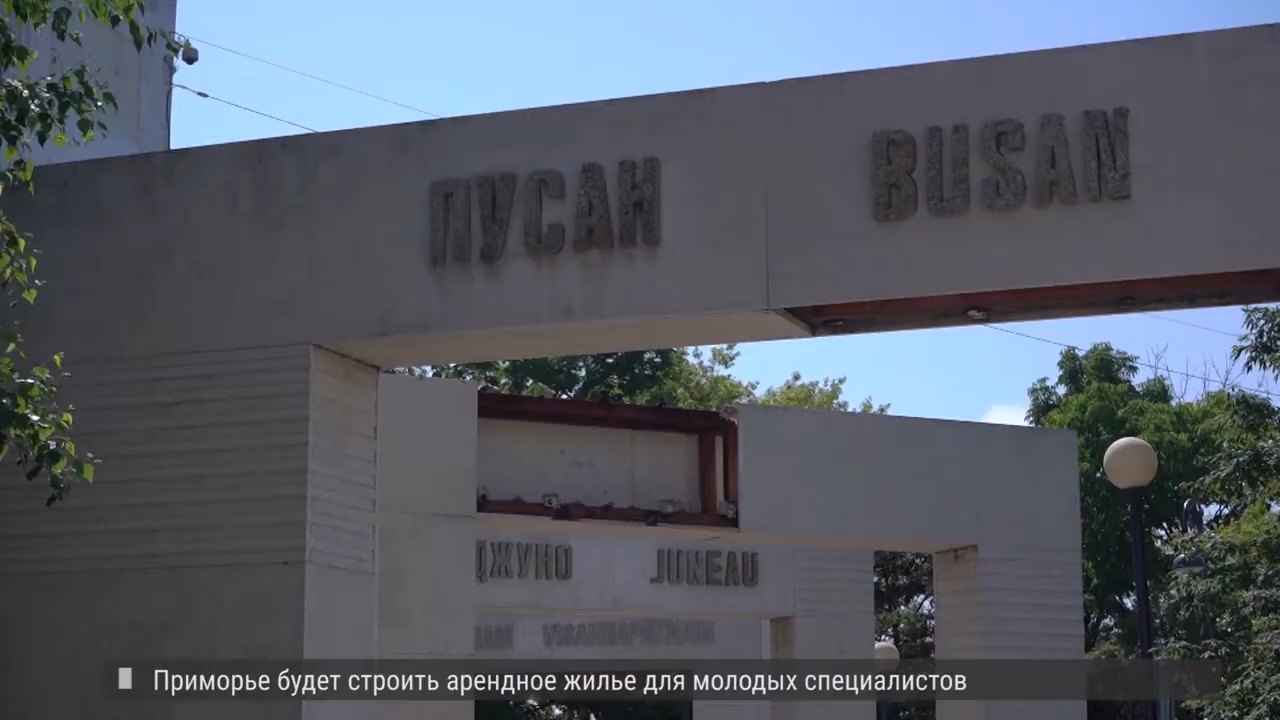 ПУСАН BUSAN
ДЖУНО JUNEAU
Приморье будет строить арендное жилье для молодых специалистов